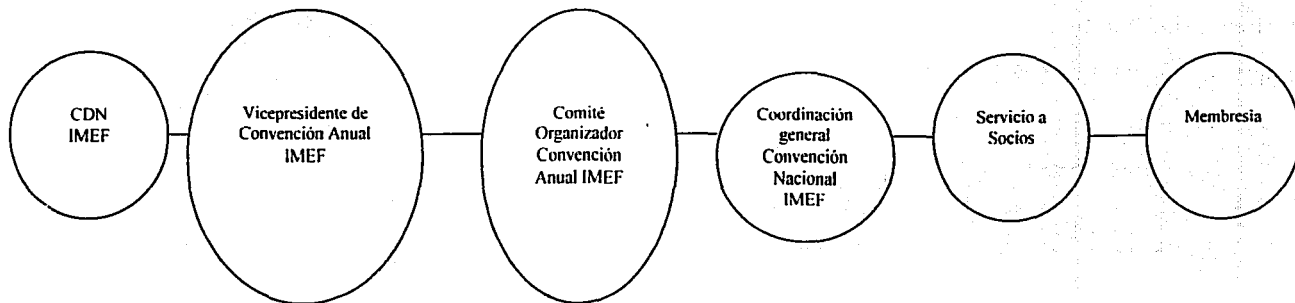 CDN
IMEF
Vicepresidente de
Convención Anual
IMEF
Comité
Organizador
Convención
Anual IMEF
Coordinación
general
Convención
Nacional
IMEF
Servicio a
Socios
Membresia